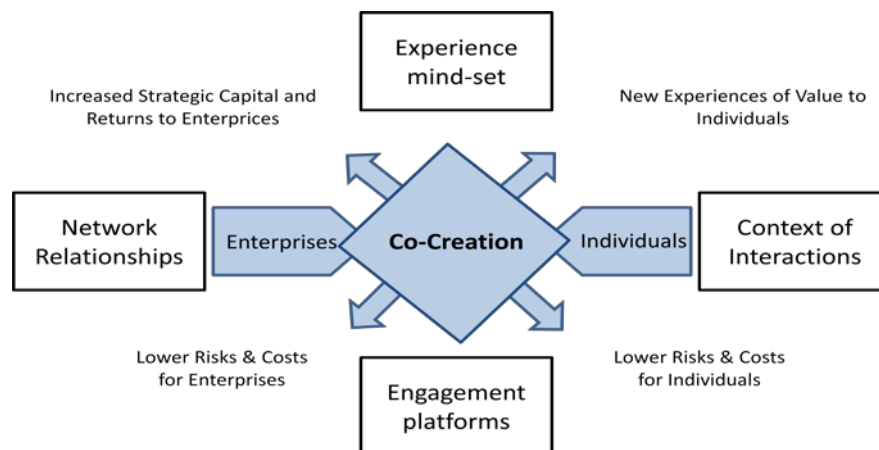 Experience
mind-set
Increased Strategic Capital and
Returns to Enterprices
New Experiences of Value to
Individuals
Network
Relationships
Enterprises
Co-Creation
Individuals
Context of
Interactions
Lower Risks & Costs
for Enterprises
Lower Risks & Costs
for Individuals
Engagement
platforms